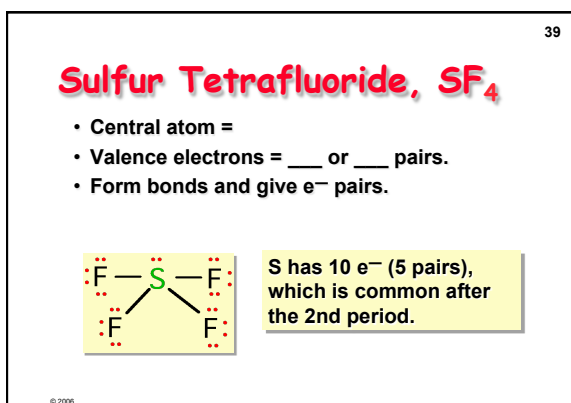 39
Sulfur Tetrafluoride, SF₄
• Central atom =
• Valence electrons = ___ or ___ pairs.
• Form bonds and give e– pairs.
F S F
F F
S has 10 e– (5 pairs),
which is common after
the 2nd period.
© 2006